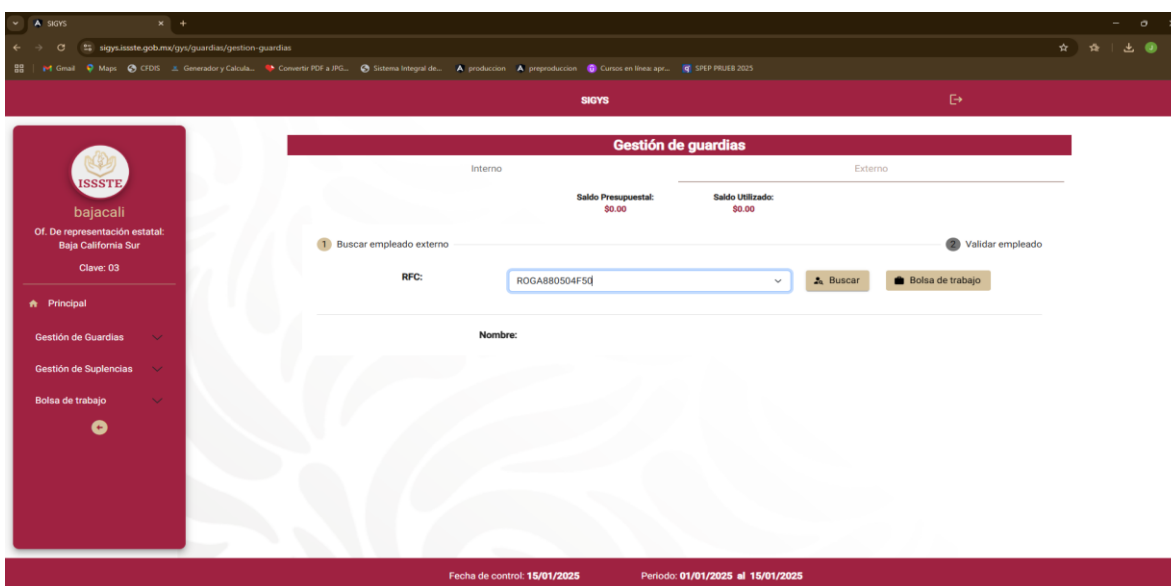 SIGYS
sigys.issste.gob.mx/gys/guardias/gestion-guardias
Gmail Maps CFDIS Generador y Calcula... Convertir PDF a JPG... Sistema Integral de... produccion preproduccion Cursos en línea: apr... SPEP PRUEB 2025
SIGYS
ISSSTE
bajacali
Of. De representación estatal:
Baja California Sur
Clave: 03
Principal
Gestión de Guardias
Gestión de Suplencias
Bolsa de trabajo
Gestión de guardias
Interno Externo
Saldo Presupuestal: Saldo Utilizado:
$0.00 $0.00
1 Buscar empleado externo 2 Validar empleado
RFC: ROGA880504F50 Buscar Bolsa de trabajo
Nombre:
Fecha de control: 15/01/2025 Periodo: 01/01/2025 al 15/01/2025